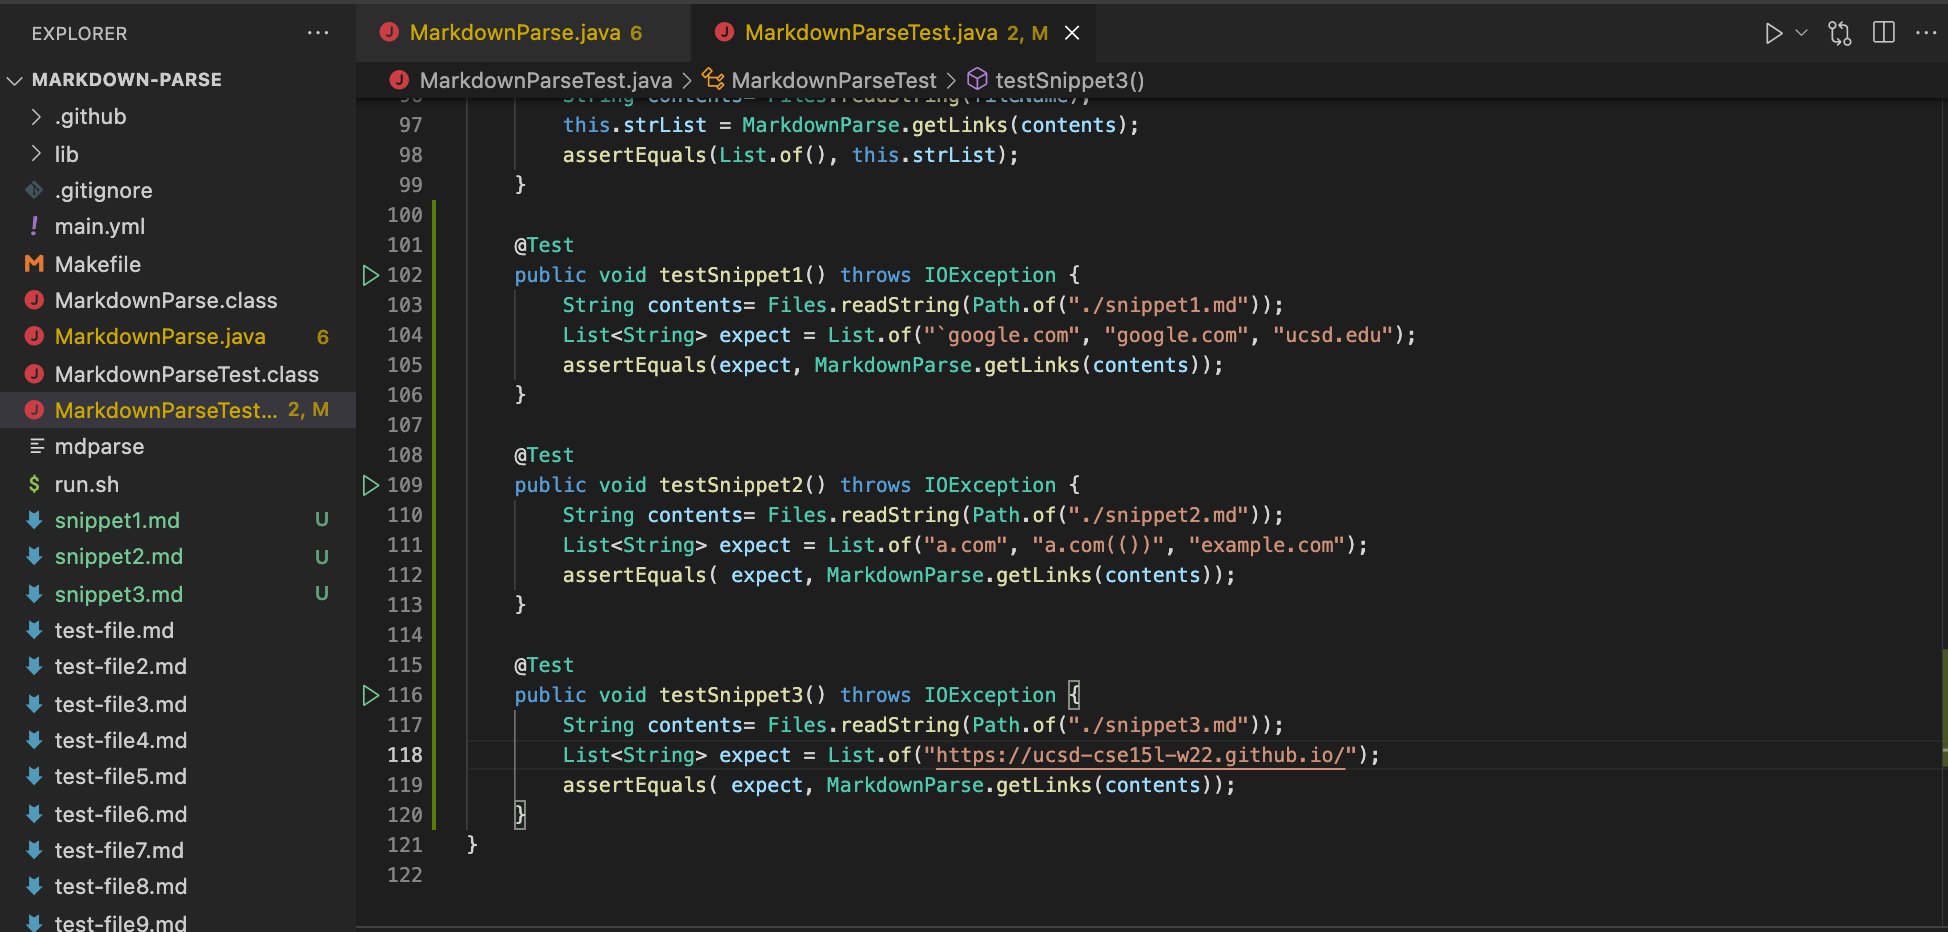 EXPLORER
MARKDOWN-PARSE
.github
lib
.gitignore
main.yml
Makefile
MarkdownParse.class
MarkdownParse.java 6
MarkdownParseTest.class
MarkdownParseTest... 2, M
mdparse
run.sh
snippet1.md U
snippet2.md U
snippet3.md U
test-file.md
test-file2.md
test-file3.md
test-file4.md
test-file5.md
test-file6.md
test-file7.md
test-file8.md
test-file9.md
MarkdownParse.java 6 MarkdownParseTest.java 2, M
MarkdownParseTest.java > MarkdownParseTest > testSnippet3()
96 String contents= Files.readString(fileName);
97 this.strList = MarkdownParse.getLinks(contents);
98 assertEquals(List.of(), this.strList);
99 }
100
101 @Test
102 public void testSnippet1() throws IOException {
103 String contents= Files.readString(Path.of("./snippet1.md"));
104 List<String> expect = List.of("`google.com", "google.com", "ucsd.edu");
105 assertEquals(expect, MarkdownParse.getLinks(contents));
106 }
107
108 @Test
109 public void testSnippet2() throws IOException {
110 String contents= Files.readString(Path.of("./snippet2.md"));
111 List<String> expect = List.of("a.com", "a.com(())", "example.com");
112 assertEquals( expect, MarkdownParse.getLinks(contents));
113 }
114
115 @Test
116 public void testSnippet3() throws IOException {
117 String contents= Files.readString(Path.of("./snippet3.md"));
118 List<String> expect = List.of("https://ucsd-cse15l-w22.github.io/");
119 assertEquals( expect, MarkdownParse.getLinks(contents));
120 }
121 }
122